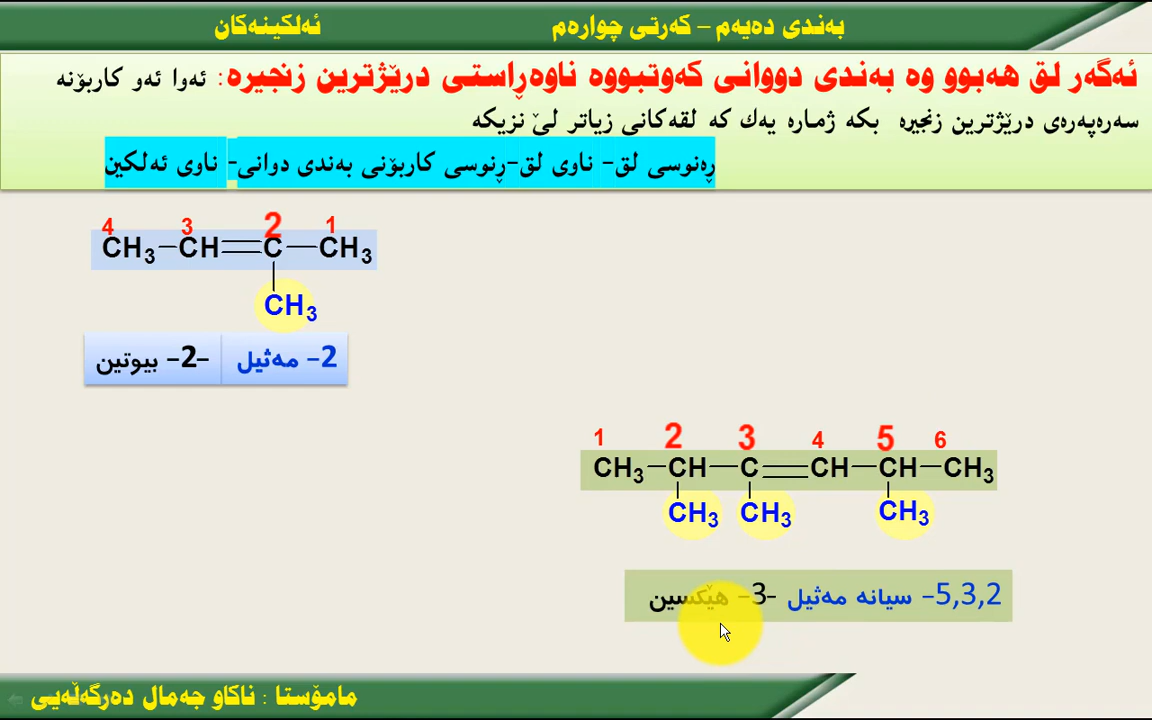 بەندی دەیەم – کەرتی چوارەم
ئەلکینەکان
ئەگەر لق هەبوو وە بەندی دووانی کەوتبووە ناوەڕاستی درێژترین زنجیرە: ئەوا ئەو کاربۆنە
سەرەپەرەی درێژترین زنجیرە بکە ژمارە یەك کە لقەکانی زیاتر لێ نزیکە
ڕەنوسی لق- ناوی لق-ڕنوسی کاربۆنی بەندی دوانی- ناوی ئەلکین
4 3 2 1
CH3–CH=C–CH3
CH3
2- مەثیل -2- بیوتین
1 2 3 4 5 6
CH3–CH–C=CH–CH–CH3
CH3 CH3 CH3
5,3,2- سیانە مەثیل -3- هێکسین
مامۆستا : ناکاو جەمال دەرگەڵەیی